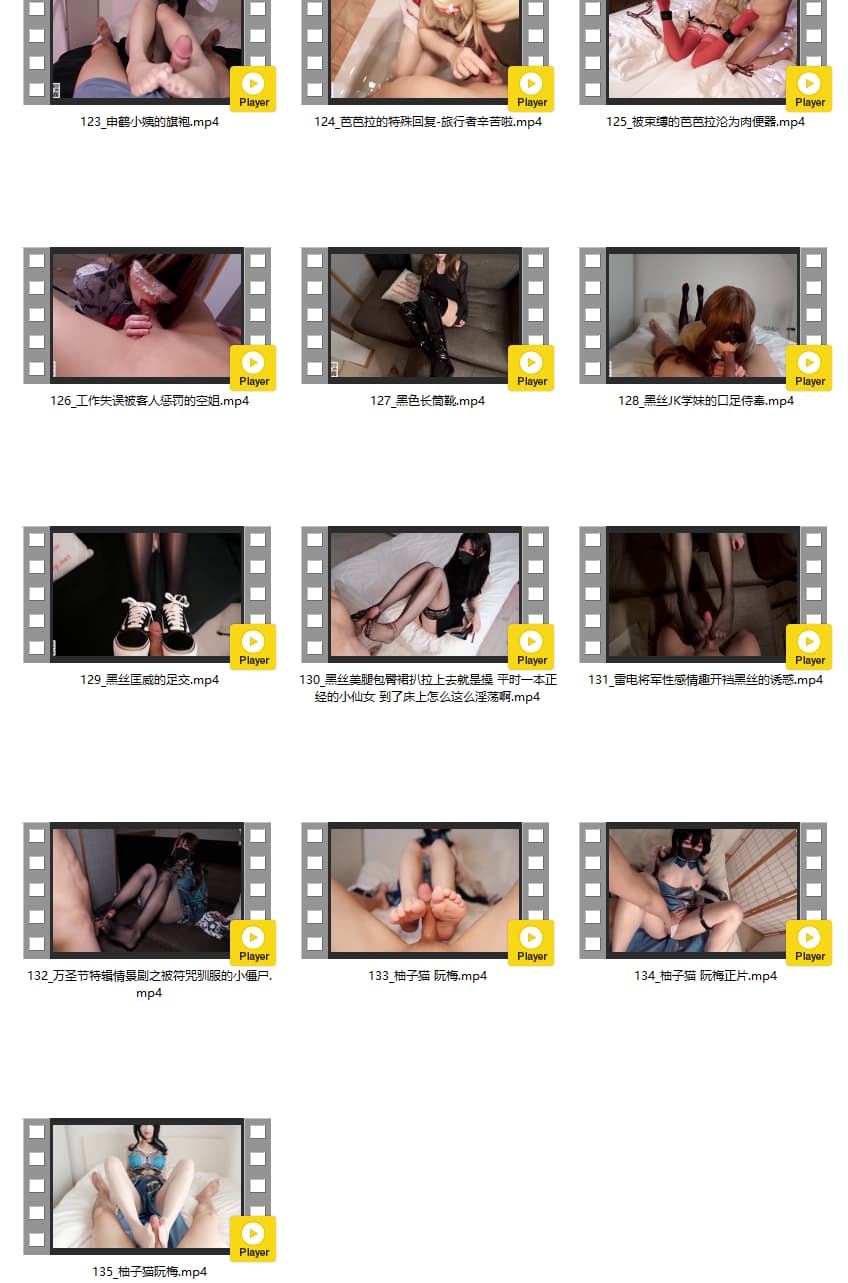 Player
Player
Player
123_申鹤小姨的旗袍.mp4
124_芭芭拉的特殊回复-旅行者辛苦啦.mp4
125_被束缚的芭芭拉沦为肉便器.mp4
Player
Player
Player
126_工作失误被客人惩罚的空姐.mp4
127_黑色长筒靴.mp4
128_黑丝JK学妹的口足侍奉.mp4
Player
Player
Player
129_黑丝匡威的足交.mp4
130_黑丝美腿包臀裙扒拉上去就是操 平时一本正
经的小仙女 到了床上怎么这么淫荡啊.mp4
131_雷电将军性感情趣开裆黑丝的诱惑.mp4
Player
Player
Player
132_万圣节特辑情景剧之被符咒驯服的小僵尸.
mp4
133_柚子猫 阮梅.mp4
134_柚子猫 阮梅正片.mp4
Player
135_柚子猫阮梅.mp4